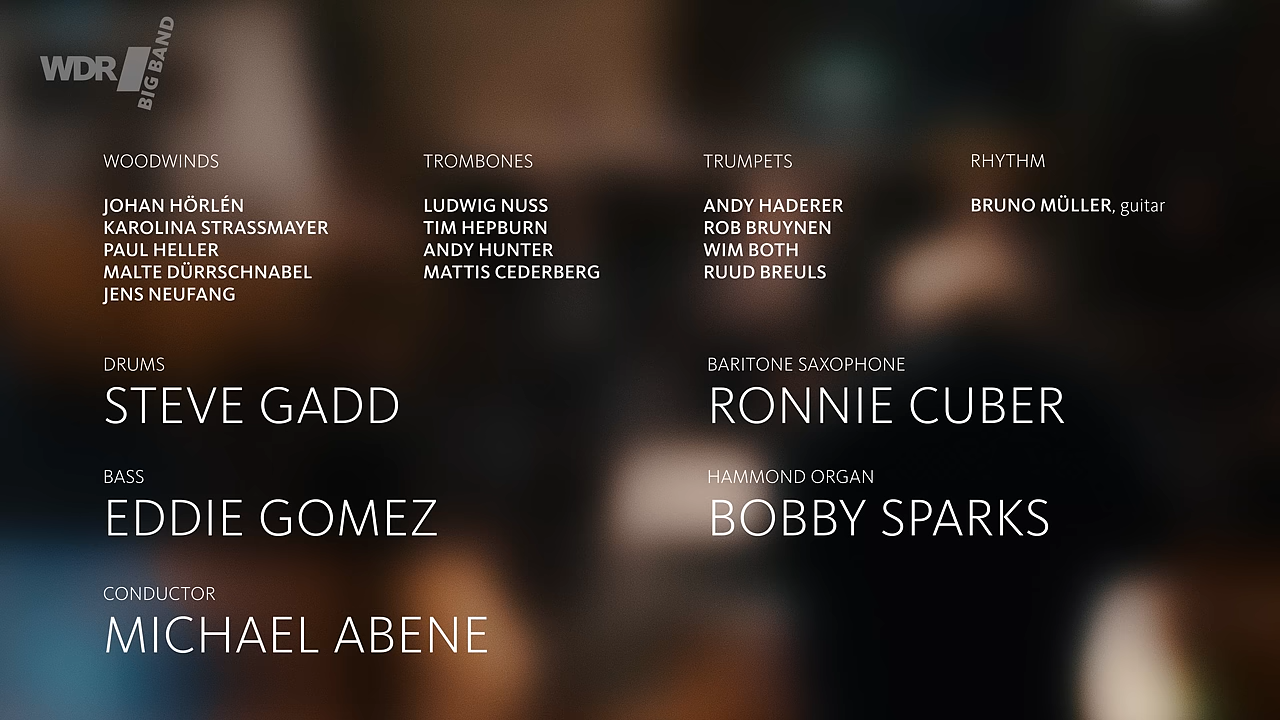 WDR BIG BAND
WOODWINDS
JOHAN HÖRLÉN
KAROLINA STRASSMAYER
PAUL HELLER
MALTE DÜRRSCHNABEL
JENS NEUFANG
TROMBONES
LUDWIG NUSS
TIM HEPBURN
ANDY HUNTER
MATTIS CEDERBERG
TRUMPETS
ANDY HADERER
ROB BRUYNEN
WIM BOTH
RUUD BREULS
RHYTHM
BRUNO MÜLLER, guitar
DRUMS
STEVE GADD
BARITONE SAXOPHONE
RONNIE CUBER
BASS
EDDIE GOMEZ
HAMMOND ORGAN
BOBBY SPARKS
CONDUCTOR
MICHAEL ABENE